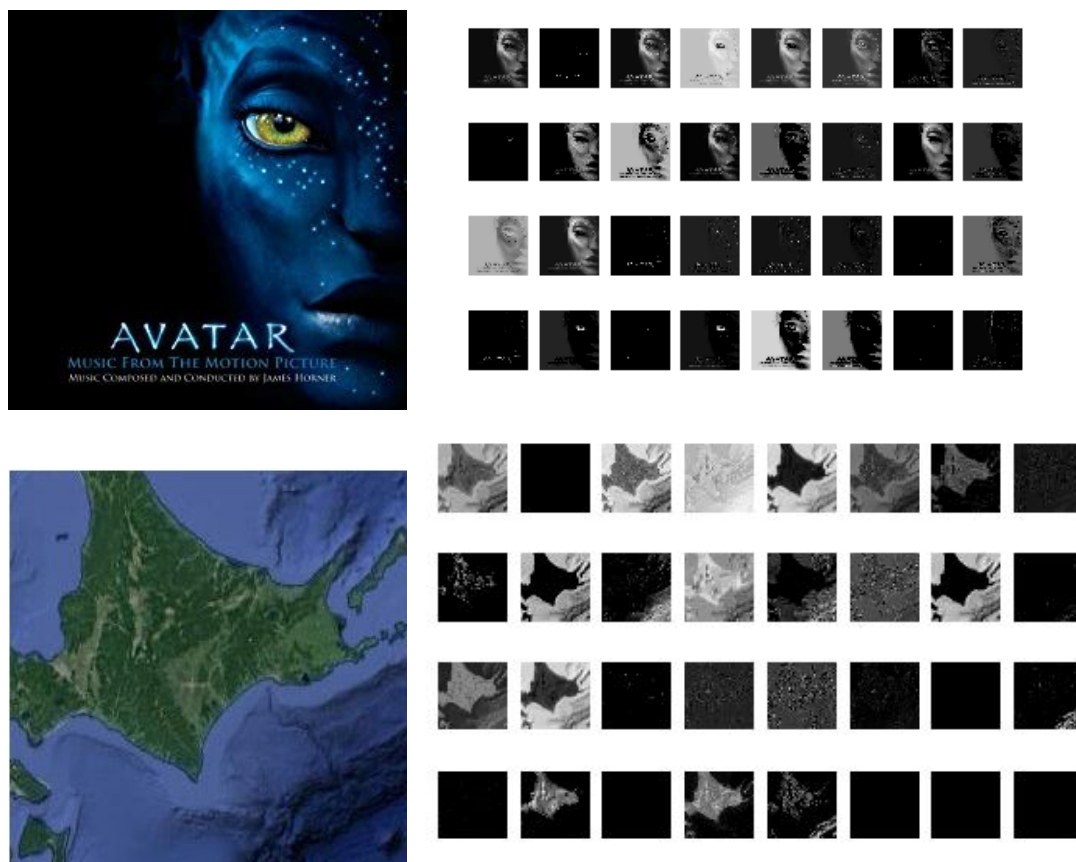 AVATAR
MUSIC FROM THE MOTION PICTURE
MUSIC COMPOSED AND CONDUCTED BY JAMES HORNER